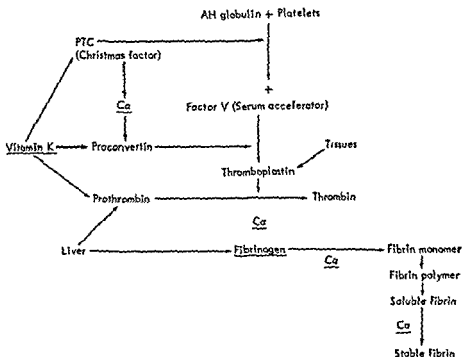 AH globulin + Platelets
PTC
(Christmas factor)
+
Ca
Factor V (Serum accelerator)
Vitamin K
Proconvertin
Tissues
Thromboplastin
Prothrombin
Thrombin
Ca
Liver
Fibrinogen
Ca
Fibrin monomer
Fibrin polymer
Soluble Fibrin
Ca
Stable Fibrin